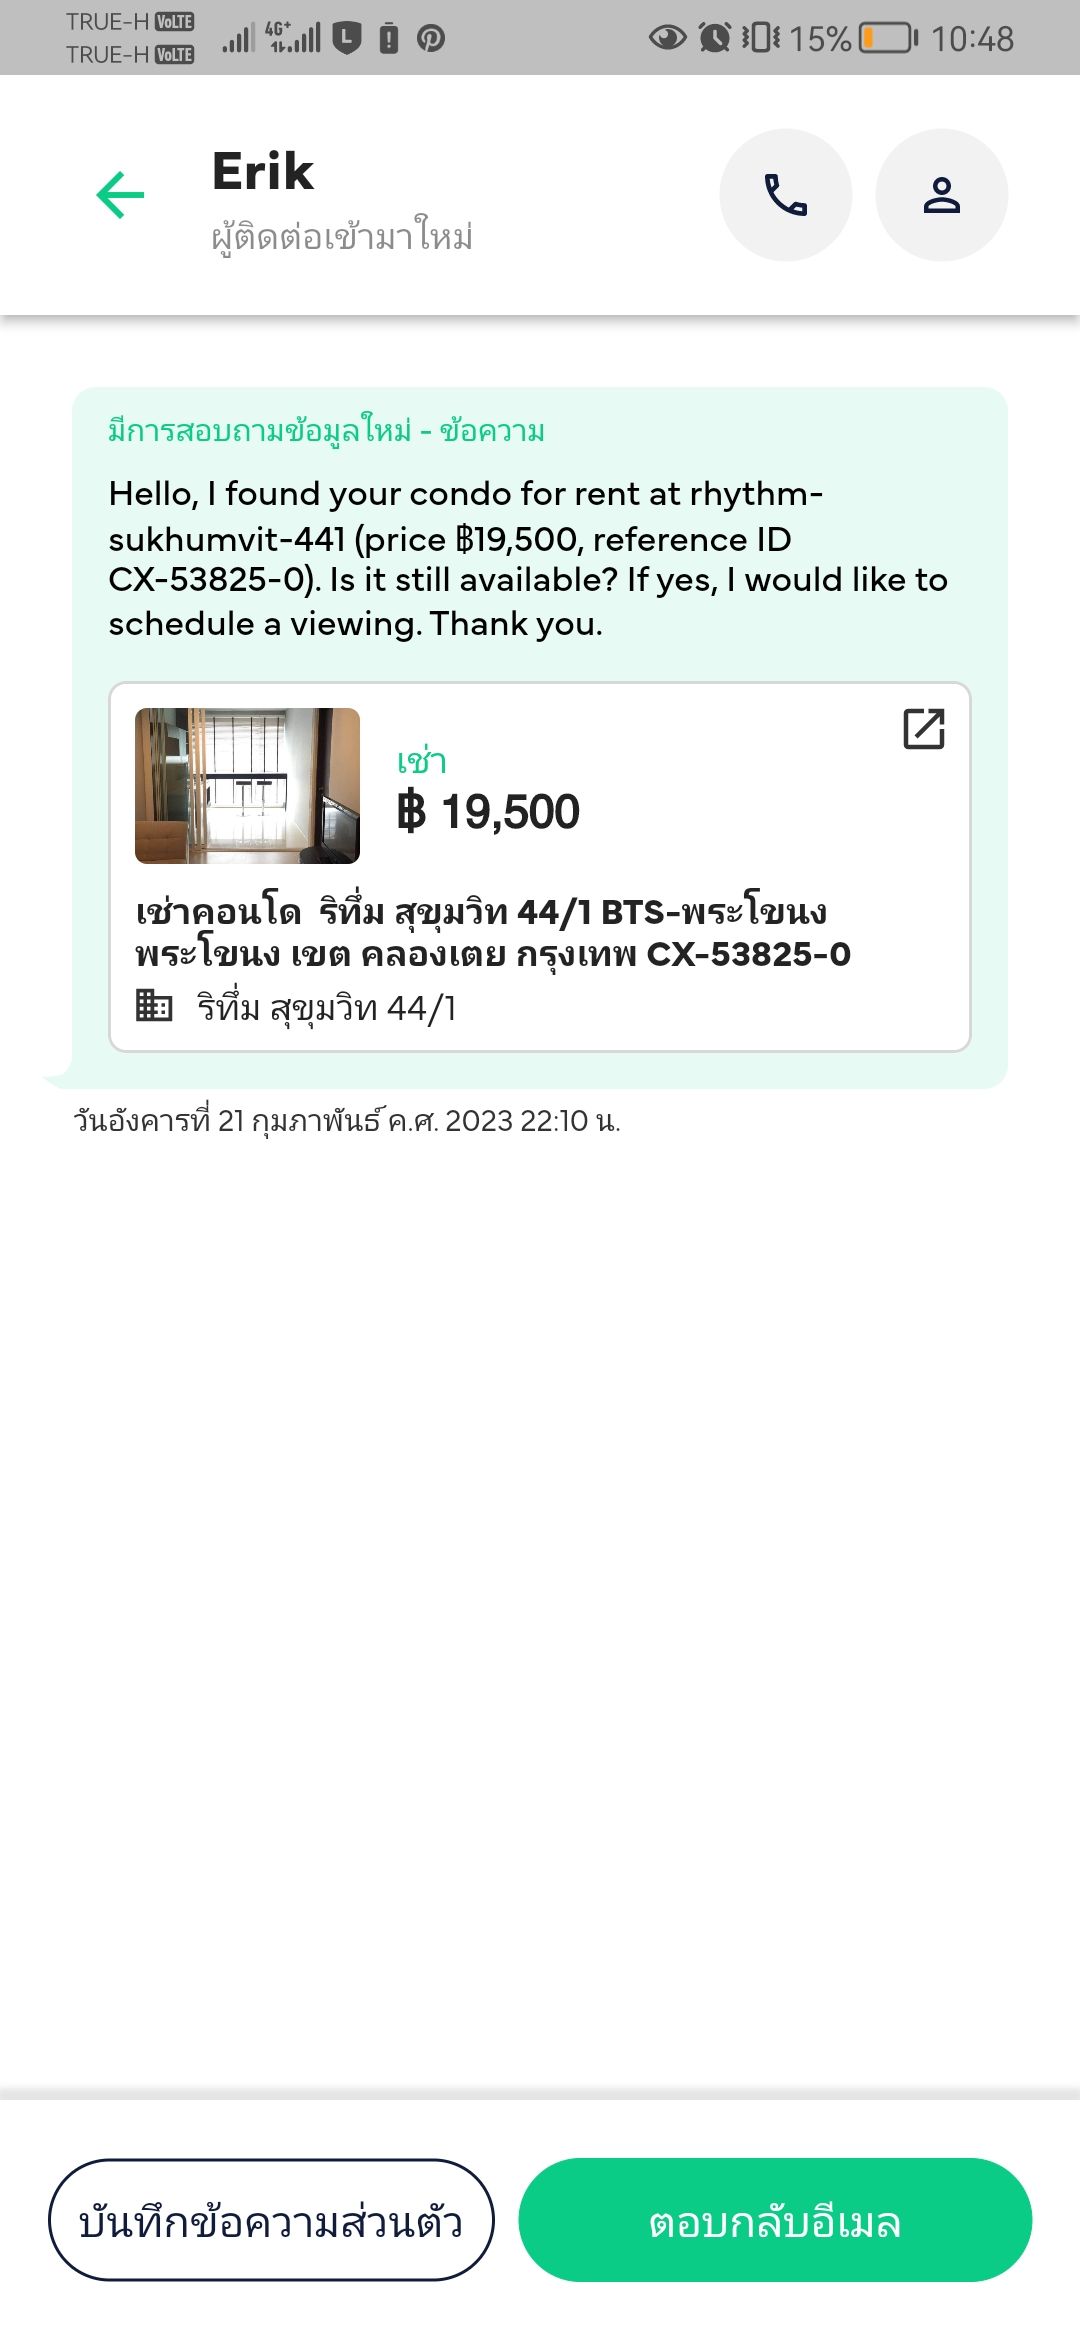 TRUE-H VoLTE
TRUE-H VoLTE
4G+
15%
10:48
Erik
ผู้ติดต่อเข้ามาใหม่
มีการสอบถามข้อมูลใหม่ - ข้อความ
Hello, I found your condo for rent at rhythm-
sukhumvit-441 (price ฿19,500, reference ID
CX-53825-0). Is it still available? If yes, I would like to
schedule a viewing. Thank you.
เช่า
฿ 19,500
เช่าคอนโด ริทึ่ม สุขุมวิท 44/1 BTS-พระโขนง
พระโขนง เขต คลองเตย กรุงเทพ CX-53825-0
ริทึ่ม สุขุมวิท 44/1
วันอังคารที่ 21 กุมภาพันธ์ ค.ศ. 2023 22:10 น.
บันทึกข้อความส่วนตัว
ตอบกลับอีเมล